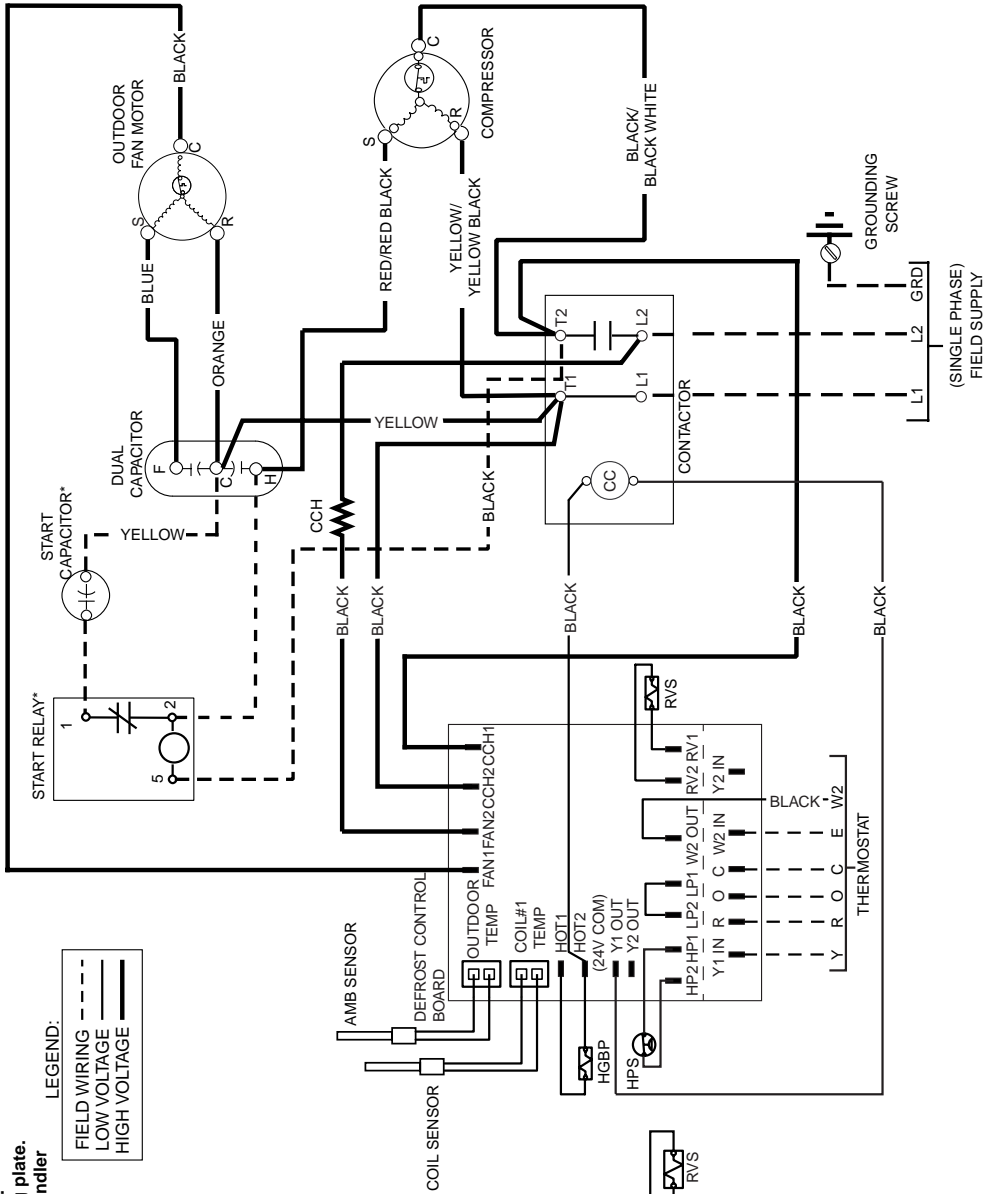 .
plate.
ndler
LEGEND:
FIELD WIRING
LOW VOLTAGE
HIGH VOLTAGE
START RELAY*
1
2
5
START
CAPACITOR*
YELLOW
DUAL
CAPACITOR
F
C
H
BLUE
ORANGE
OUTDOOR
FAN MOTOR
S
R
C
BLACK
COMPRESSOR
S
R
C
RED/RED BLACK
YELLOW/
YELLOW BLACK
BLACK/
BLACK WHITE
YELLOW
CCH
BLACK
BLACK
BLACK
BLACK
BLACK
BLACK
T2
L2
T1
L1
CC
CONTACTOR
GROUNDING
SCREW
L1
L2
GRD
(SINGLE PHASE)
FIELD SUPPLY
AMB SENSOR
COIL SENSOR
DEFROST CONTROL
BOARD
FAN1
FAN2
CCH2
CCH1
OUTDOOR
TEMP
COIL#1
TEMP
HOT1
HOT2
(24V COM)
Y1 OUT
Y2 OUT
HGBP
HPS
RVS
HP2
HP1
LP2
LP1
W2 OUT
RV2
RV1
Y1 IN
R
O
C
W2 IN
Y2 IN
BLACK
Y
R
O
C
E
W2
THERMOSTAT
RVS